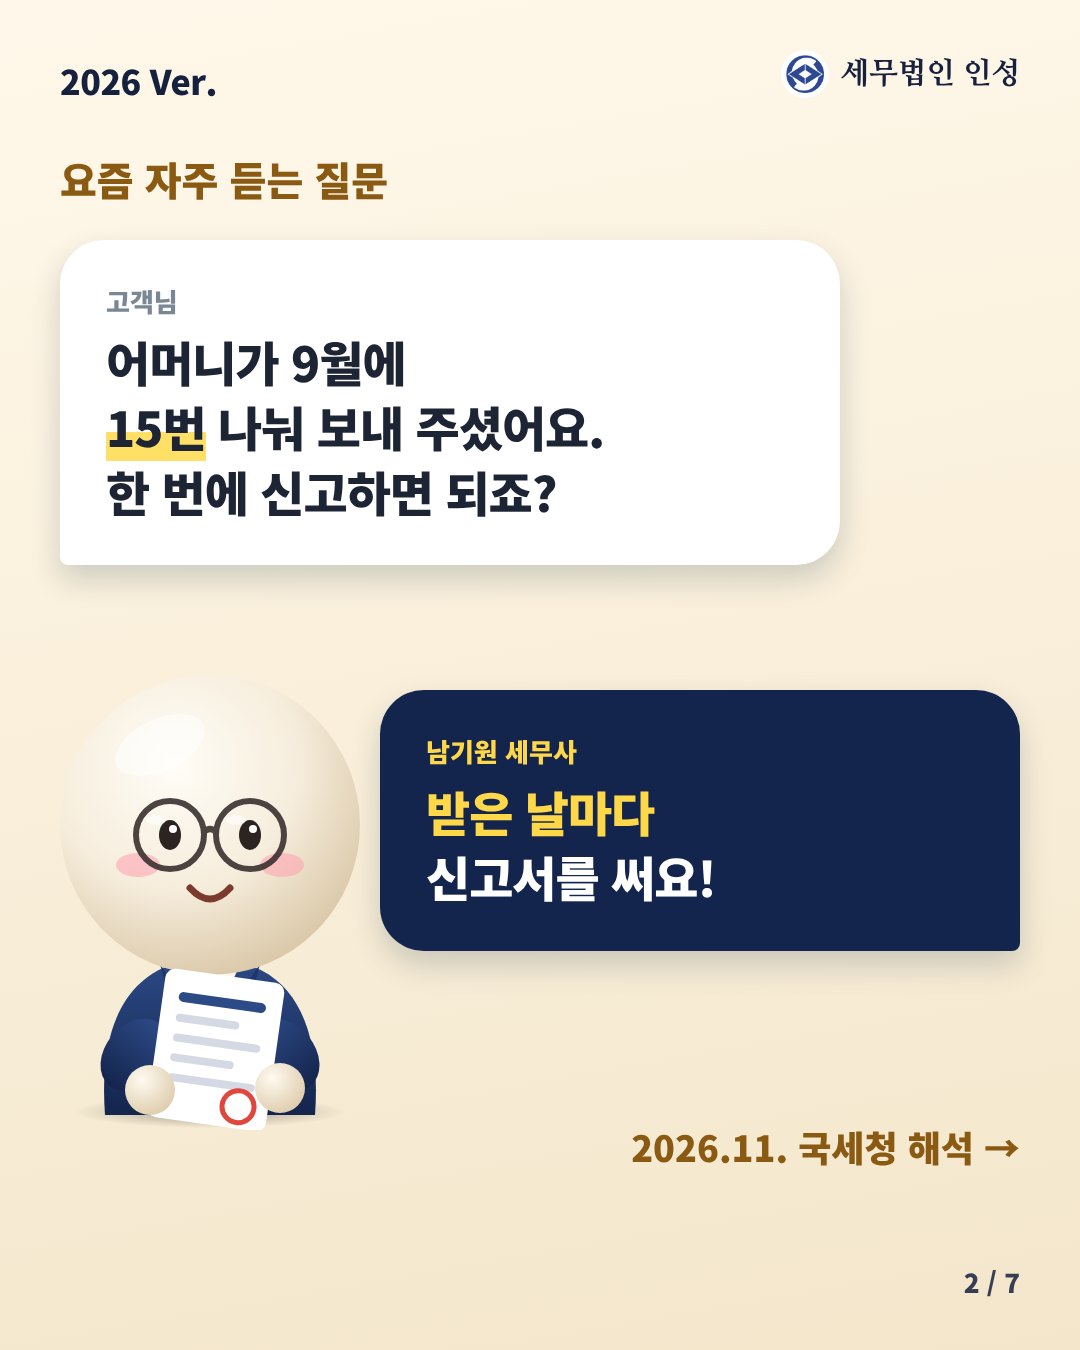 2026 Ver.
세무법인 인성
요즘 자주 듣는 질문
고객님
어머니가 9월에
15번 나눠 보내 주셨어요.
한 번에 신고하면 되죠?
남기원 세무사
받은 날마다
신고서를 써요!
2026.11. 국세청 해석 →
2 / 7